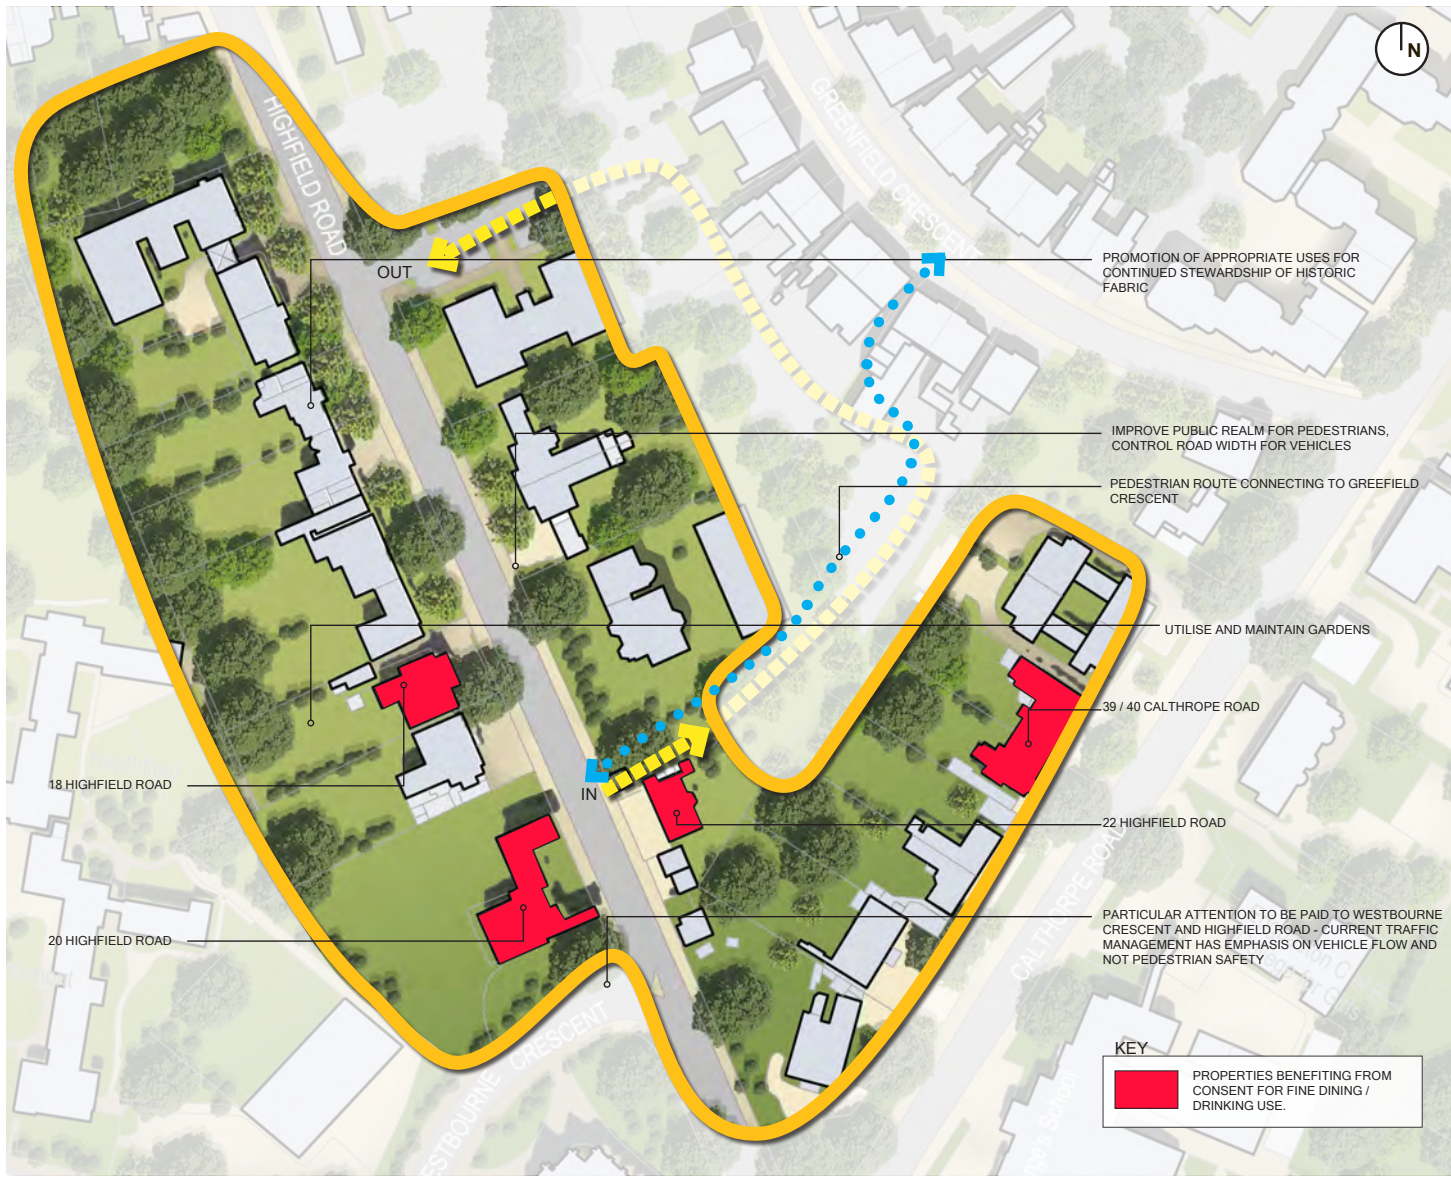 N
HIGHFIELD ROAD
GREENFIELD CRESCENT
OUT
PROMOTION OF APPROPRIATE USES FOR
CONTINUED STEWARDSHIP OF HISTORIC
FABRIC
IMPROVE PUBLIC REALM FOR PEDESTRIANS,
CONTROL ROAD WIDTH FOR VEHICLES
PEDESTRIAN ROUTE CONNECTING TO GREEFIELD
CRESCENT
UTILISE AND MAINTAIN GARDENS
39 / 40 CALTHROPE ROAD
18 HIGHFIELD ROAD
IN
22 HIGHFIELD ROAD
CALTHORPE ROAD
20 HIGHFIELD ROAD
PARTICULAR ATTENTION TO BE PAID TO WESTBOURNE
CRESCENT AND HIGHFIELD ROAD - CURRENT TRAFFIC
MANAGEMENT HAS EMPHASIS ON VEHICLE FLOW AND
NOT PEDESTRIAN SAFETY
ESTBOURNE CRESCENT
School
KEY
PROPERTIES BENEFITING FROM
CONSENT FOR FINE DINING /
DRINKING USE.